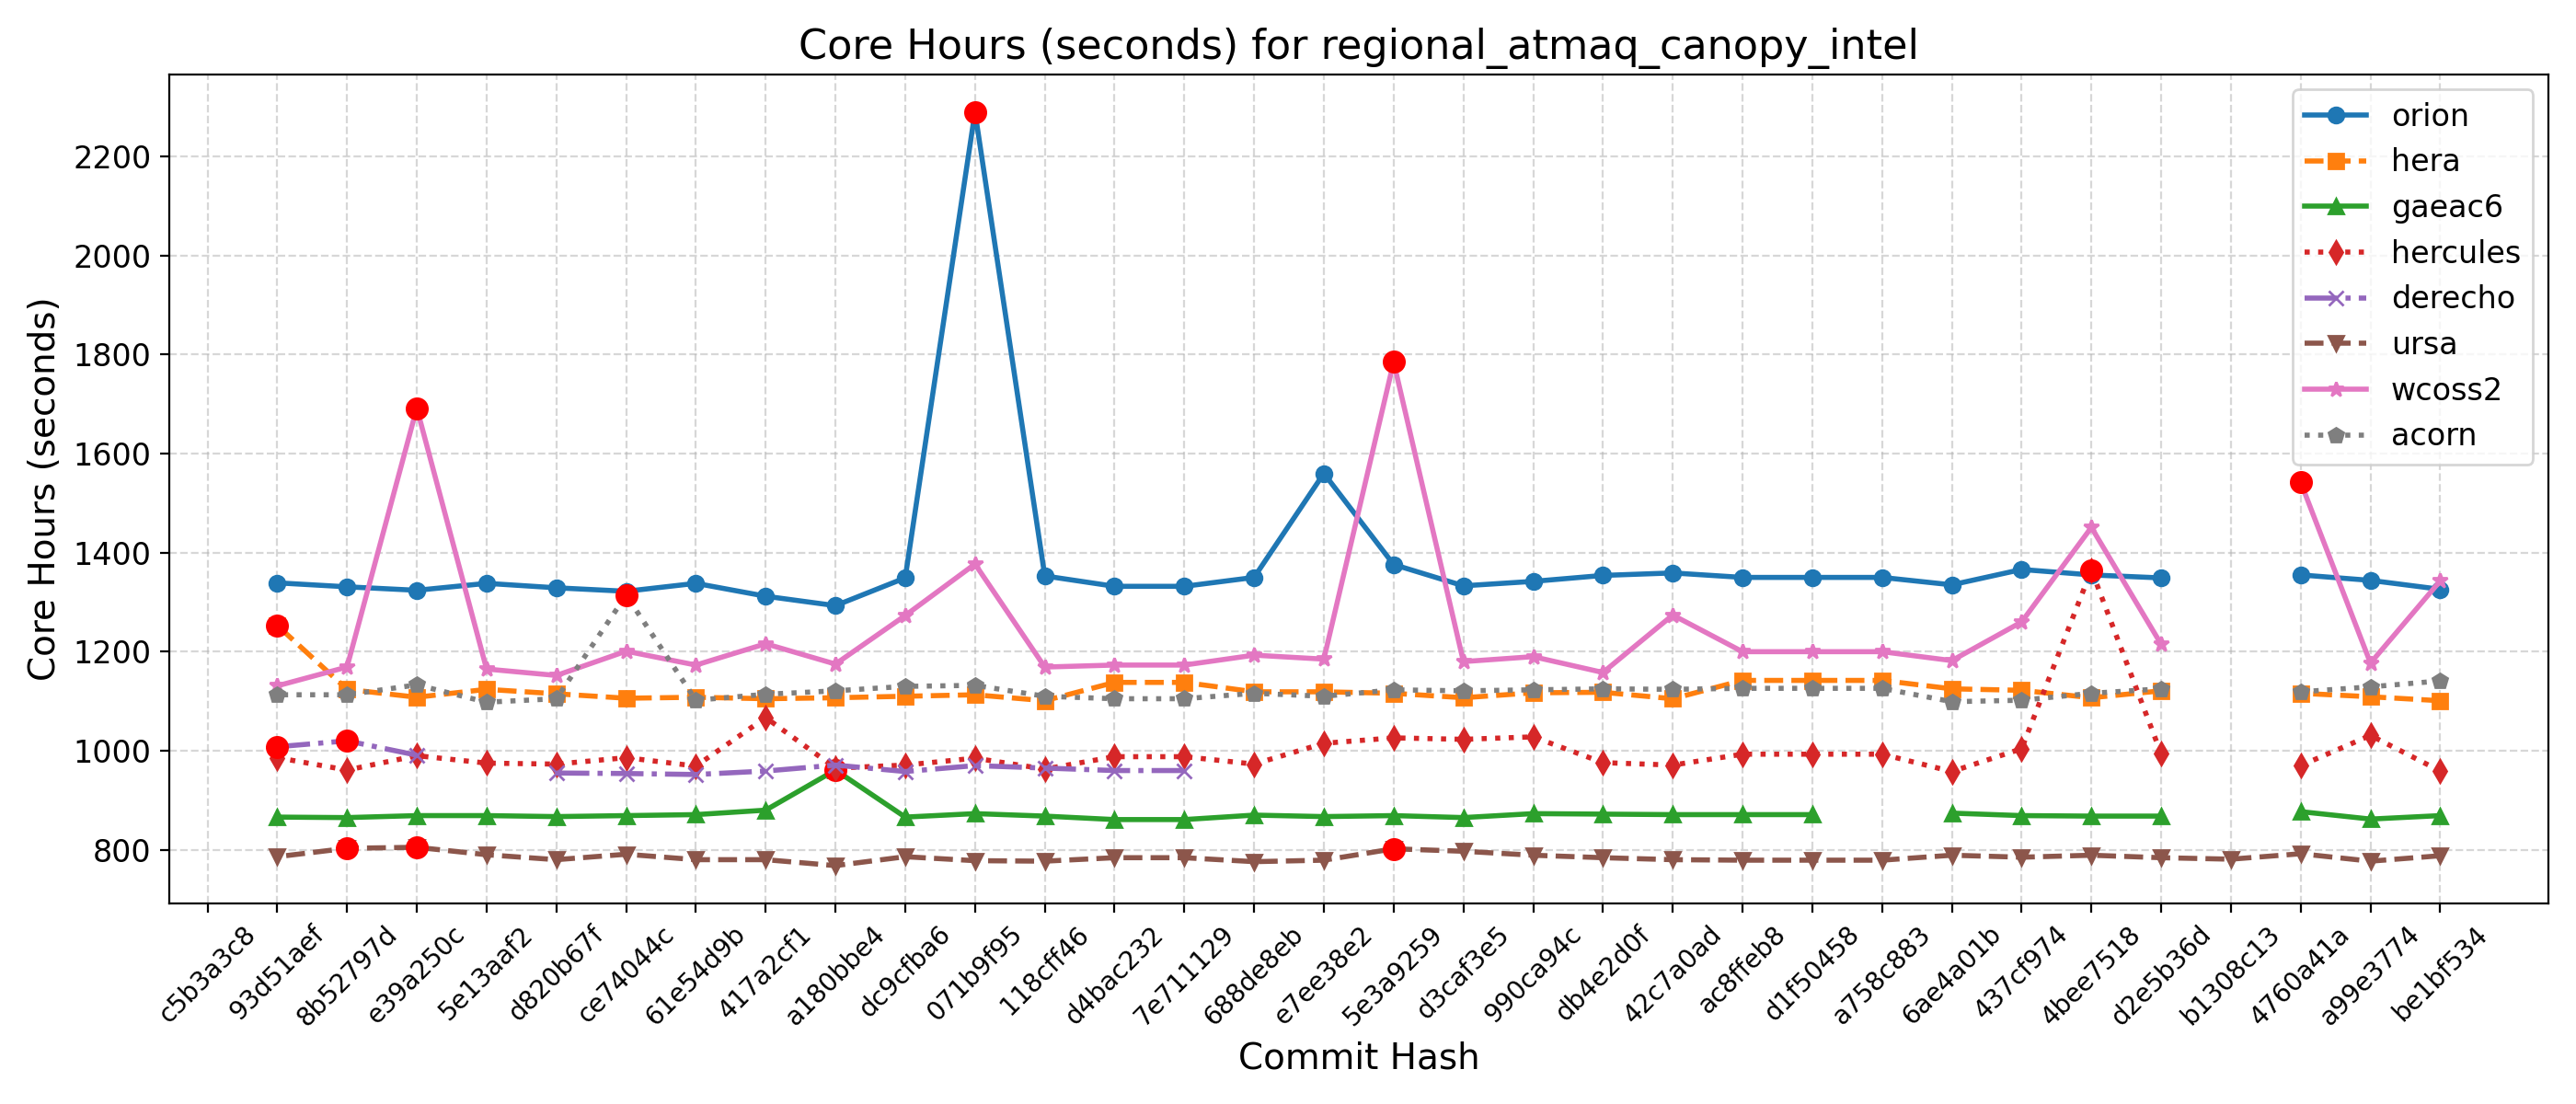 Core Hours (seconds) for regional_atmaq_canopy_intel
Core Hours (seconds)
2200
2000
1800
1600
1400
1200
1000
800
orion
hera
gaeac6
hercules
derecho
ursa
wcoss2
acorn
c5b3a3c8
93d51aef
8b52797d
e39a250c
5e13aaf2
d820b67f
ce74044c
61e54d9b
417a2cf1
a180bbe4
dc9cfba6
071b9f95
118cff46
d4bac232
7e711129
688de8eb
e7ee38e2
5e3a9259
d3caf3e5
990ca94c
db4e2d0f
42c7a0ad
ac8ffeb8
d1f50458
a758c883
6ae4a01b
437cf974
4bee7518
d2e5b36d
b1308c13
4760a41a
a99e3774
be1bf534
Commit Hash